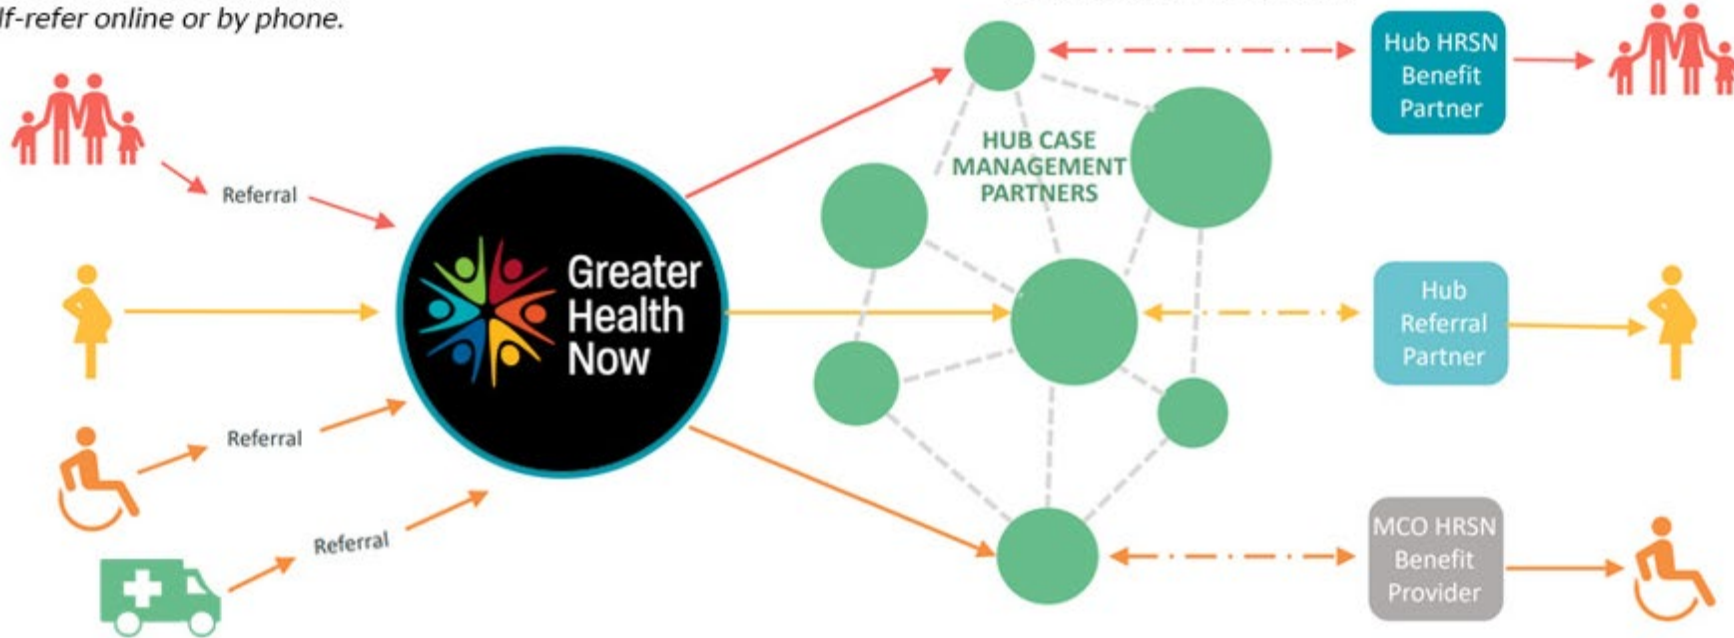 lf-refer online or by phone.
Referral
Referral
Referral
Greater
Health
Now
HUB CASE
MANAGEMENT
PARTNERS
Hub HRSN
Benefit
Partner
Hub
Referral
Partner
MCO HRSN
Benefit
Provider